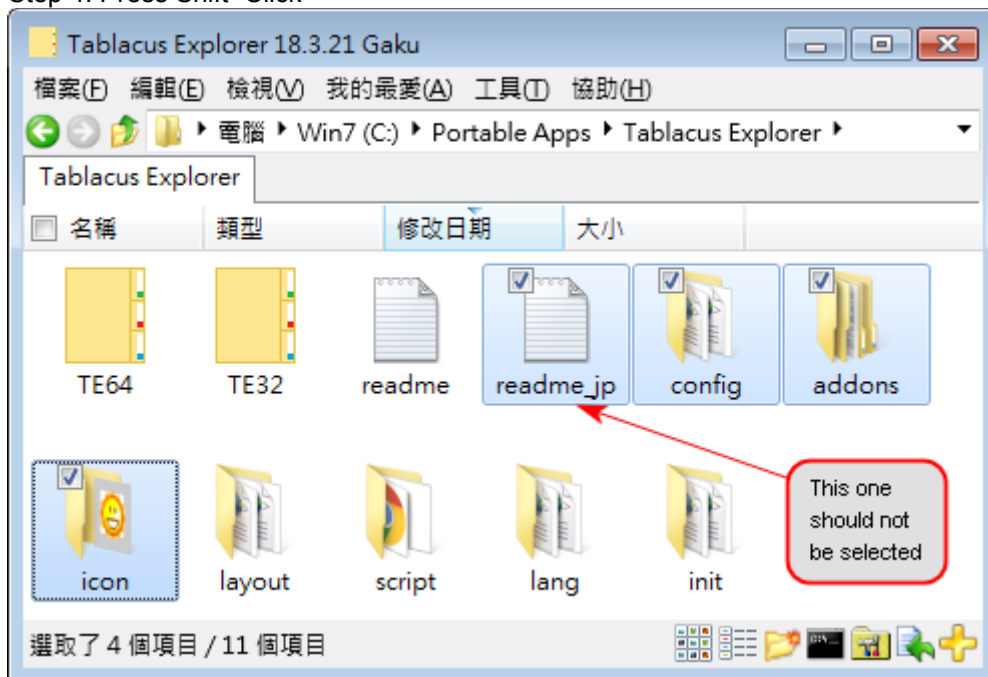 Tablacus Explorer 18.3.21 Gaku
檔案(F) 編輯(E) 檢視(V) 我的最愛(A) 工具(T) 協助(H)
電腦 Win7 (C:) Portable Apps Tablacus Explorer
Tablacus Explorer
名稱 類型 修改日期 大小
TE64 TE32 readme readme_jp config addons
This one
should not
be selected
icon layout script lang init
選取了 4 個項目 / 11 個項目